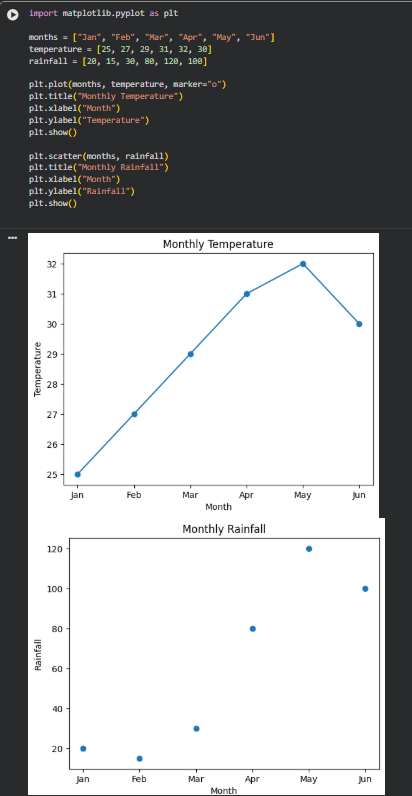 import matplotlib.pyplot as plt
months = ["Jan", "Feb", "Mar", "Apr", "May", "Jun"]
temperature = [25, 27, 29, 31, 32, 30]
rainfall = [20, 15, 30, 80, 120, 100]
plt.plot(months, temperature, marker="o")
plt.title("Monthly Temperature")
plt.xlabel("Month")
plt.ylabel("Temperature")
plt.show()
plt.scatter(months, rainfall)
plt.title("Monthly Rainfall")
plt.xlabel("Month")
plt.ylabel("Rainfall")
plt.show()
Monthly Temperature
32
31
30
29
28
27
26
25
Temperature
Jan Feb Mar Apr May Jun
Month
Monthly Rainfall
120
100
80
60
40
20
Rainfall
Jan Feb Mar Apr May Jun
Month